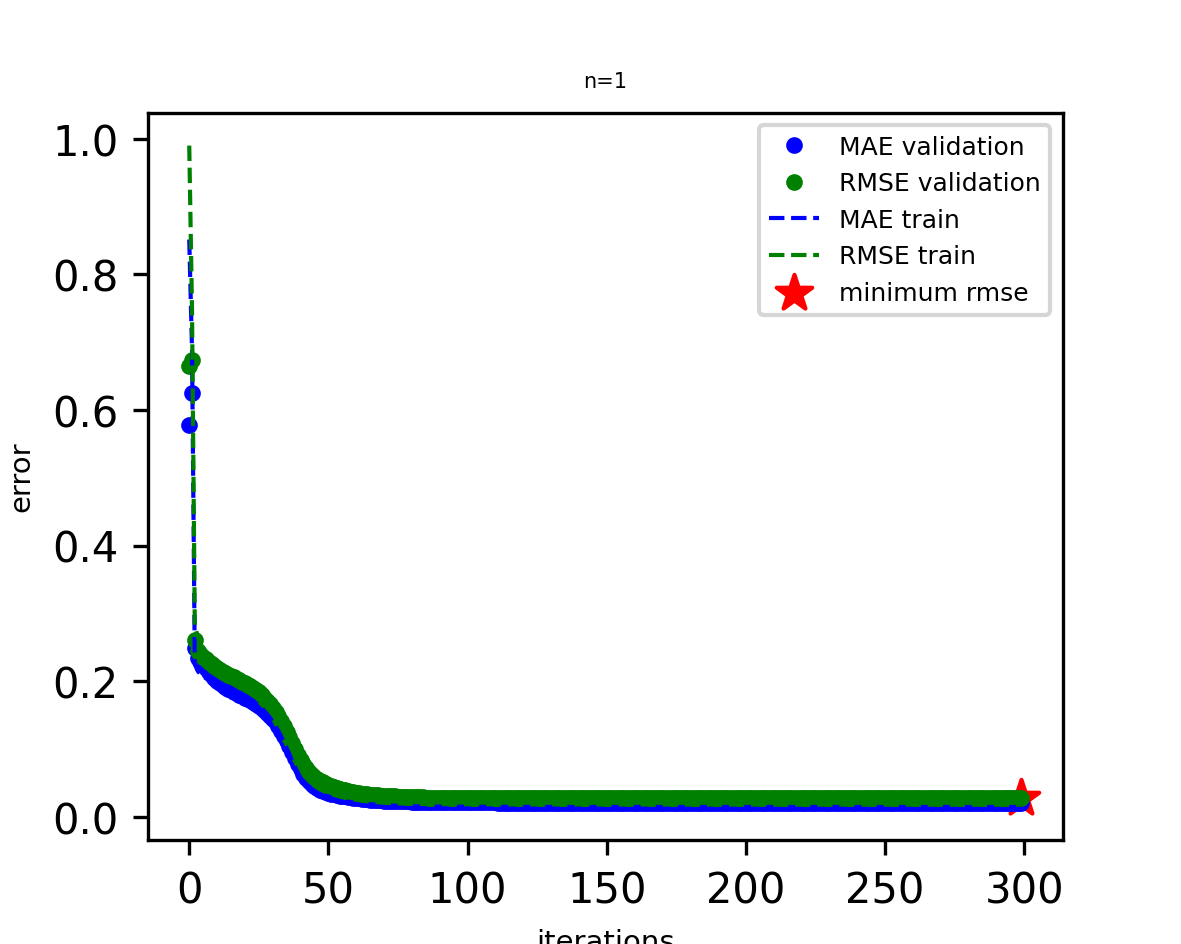 n=1
1.0
0.8
0.6
0.4
0.2
0.0
error
MAE validation
RMSE validation
MAE train
RMSE train
minimum rmse
0 50 100 150 200 250 300
iterations